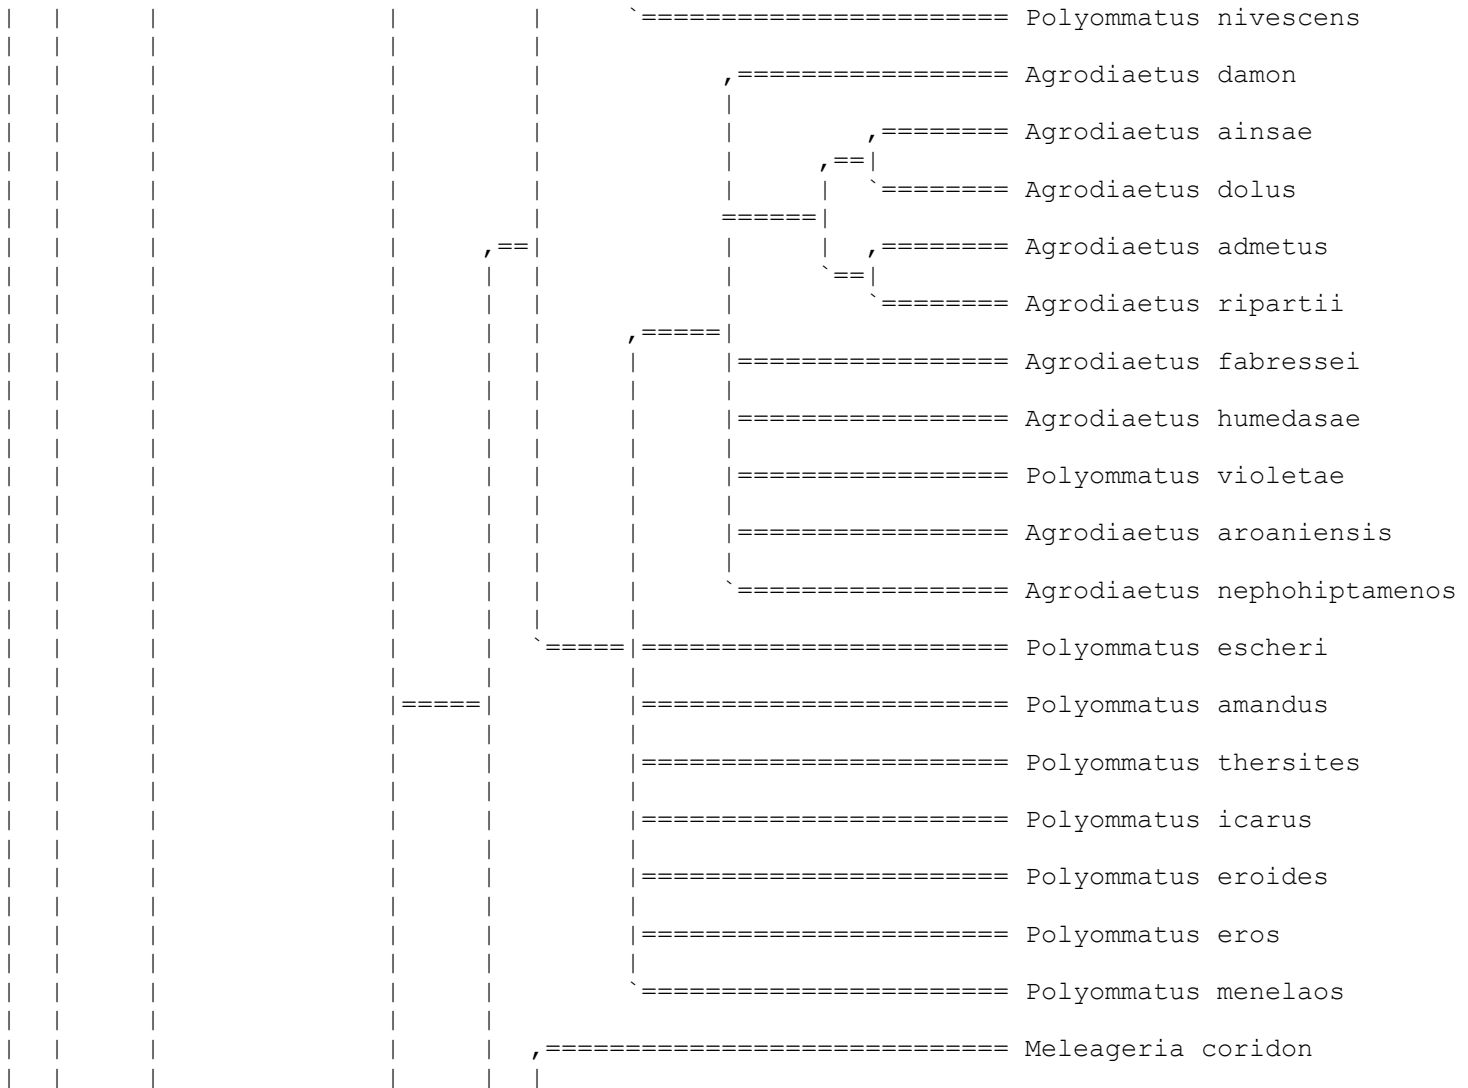 Polyommatus nivescens
Agrodiaetus damon
Agrodiaetus ainsae
Agrodiaetus dolus
Agrodiaetus admetus
Agrodiaetus ripartii
Agrodiaetus fabressei
Agrodiaetus humedasae
Polyommatus violetae
Agrodiaetus aroaniensis
Agrodiaetus nephohiptamenos
Polyommatus escheri
Polyommatus amandus
Polyommatus thersites
Polyommatus icarus
Polyommatus eroides
Polyommatus eros
Polyommatus menelaos
Meleageria coridon